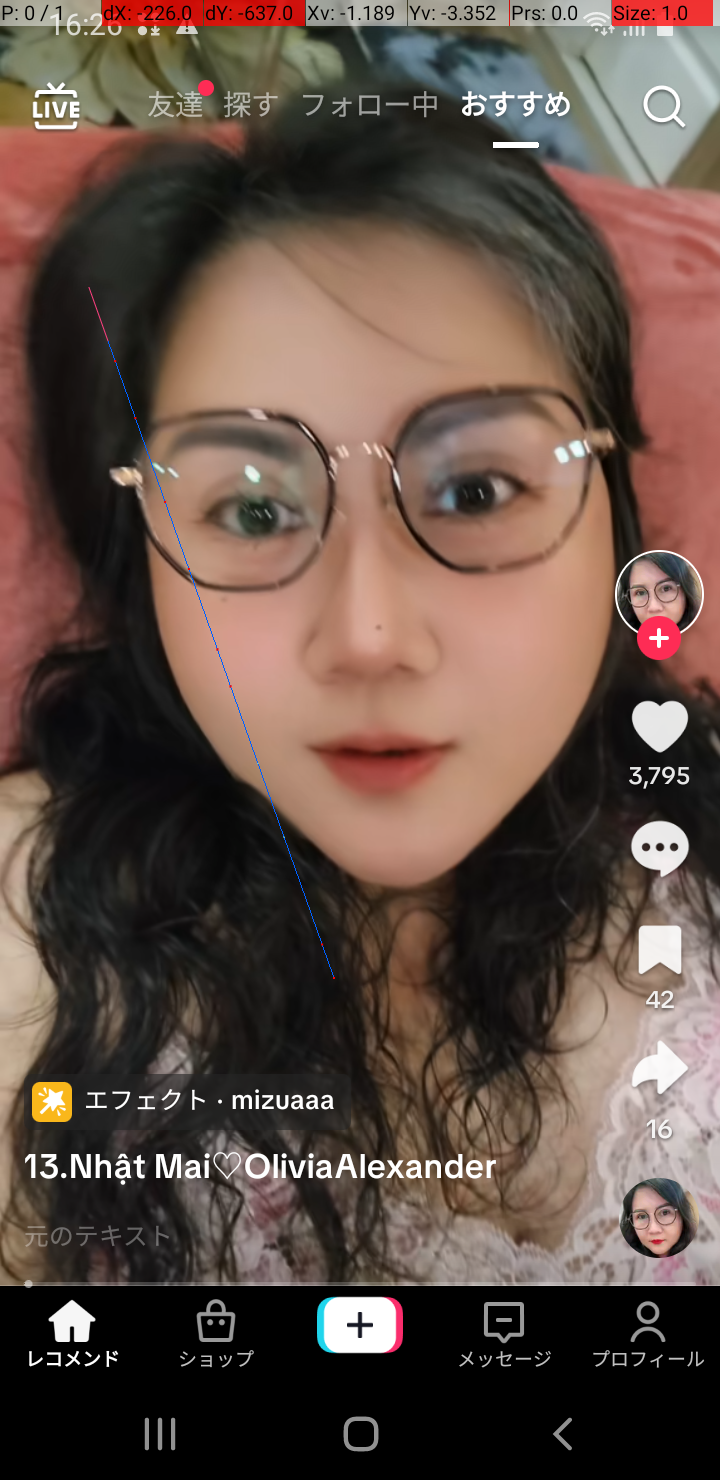 P: 0 / 1 dX: -226.0 dY: -637.0 Xv: -1.189 Yv: -3.352 Prs: 0.0 Size: 1.0
16:26
LIVE 友達 探す フォロー中 おすすめ
3,795
42
16
エフェクト · mizuaaa
13.Nhật Mai♡OliviaAlexander
元のテキスト
レコメンド ショップ メッセージ プロフィール